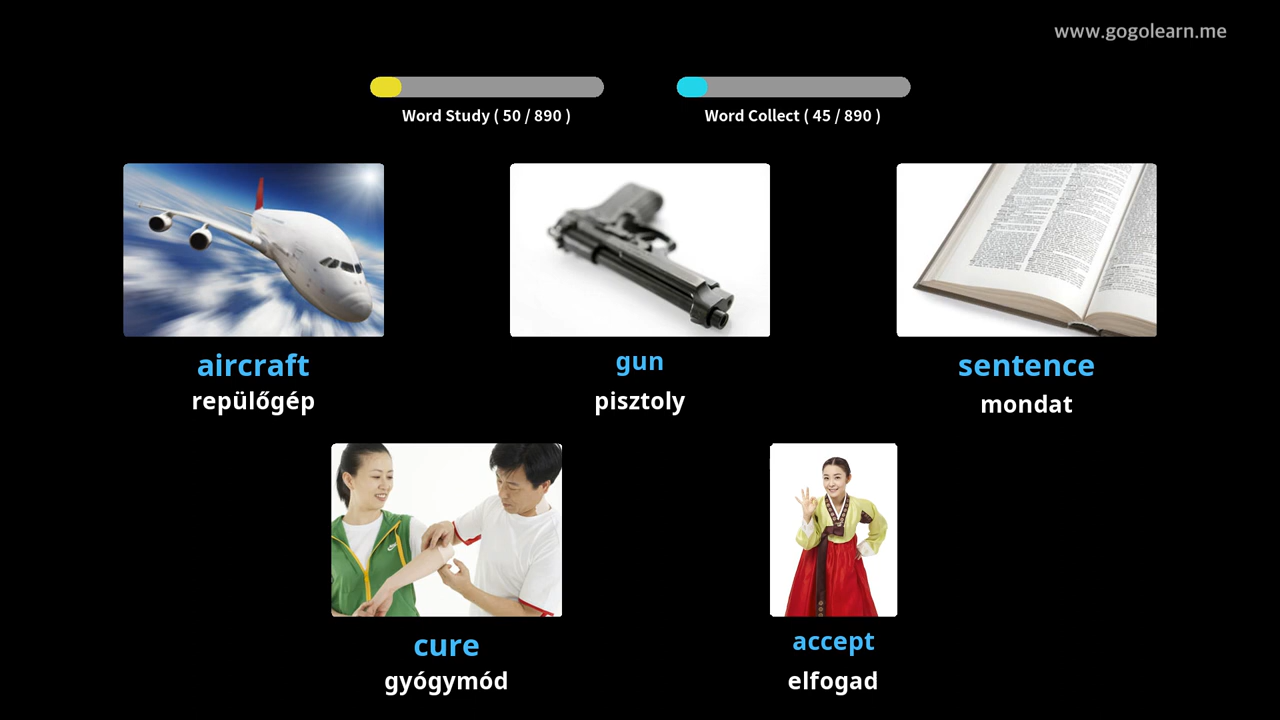 www.gogolearn.me
Word Study ( 50 / 890 )
Word Collect ( 45 / 890 )
aircraft
repülőgép
gun
pisztoly
sentence
mondat
cure
gyógymód
accept
elfogad